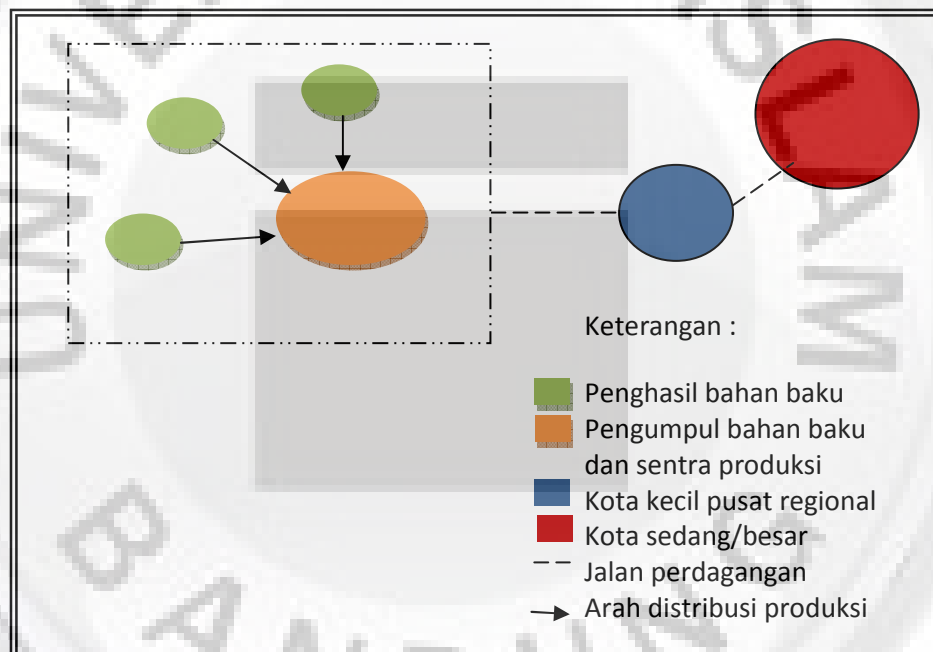 Keterangan :
Penghasil bahan baku
Pengumpul bahan baku
dan sentra produksi
Kota kecil pusat regional
Kota sedang/besar
Jalan perdagangan
Arah distribusi produksi